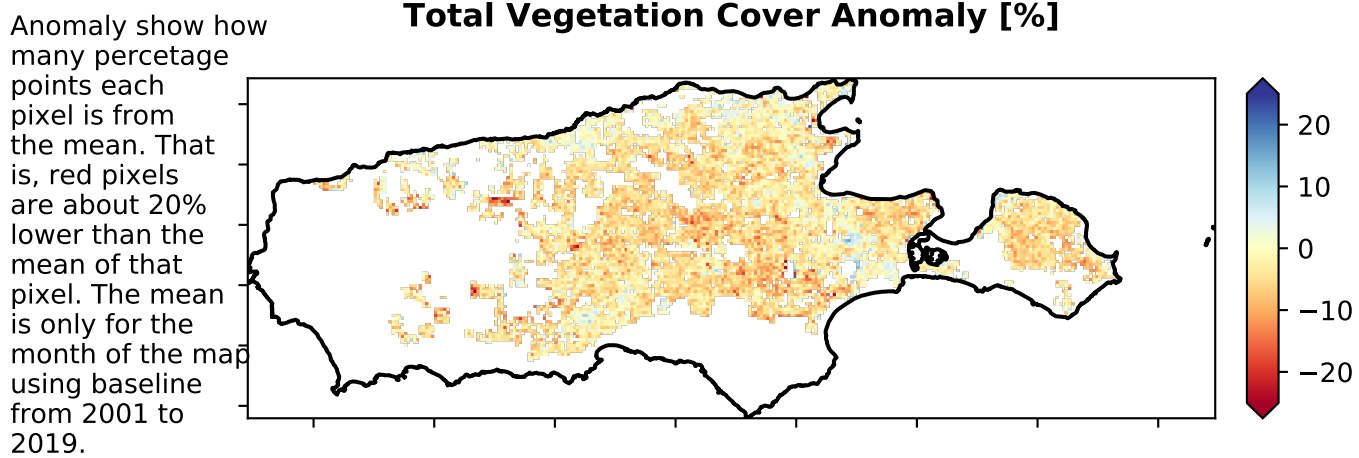 Total Vegetation Cover Anomaly [%]
Anomaly show how
many percetage
points each
pixel is from
the mean. That
is, red pixels
are about 20%
lower than the
mean of that
pixel. The mean
is only for the
month of the map
using baseline
from 2001 to
2019.
20
10
0
−10
−20